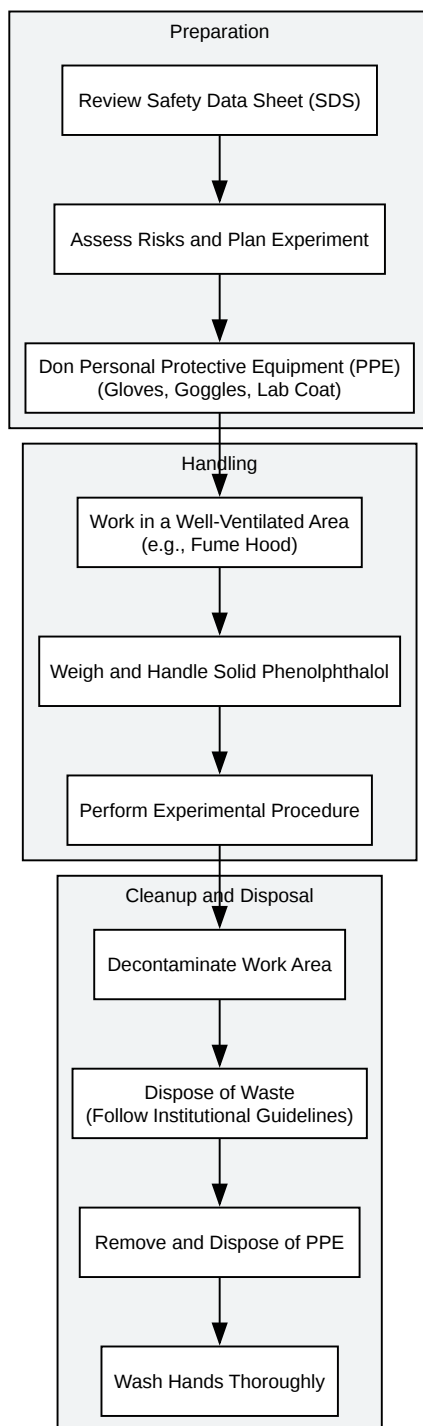 Preparation
Review Safety Data Sheet (SDS)
Assess Risks and Plan Experiment
Don Personal Protective Equipment (PPE)
(Gloves, Goggles, Lab Coat)
Handling
Work in a Well-Ventilated Area
(e.g., Fume Hood)
Weigh and Handle Solid Phenolphthalol
Perform Experimental Procedure
Cleanup and Disposal
Decontaminate Work Area
Dispose of Waste
(Follow Institutional Guidelines)
Remove and Dispose of PPE
Wash Hands Thoroughly